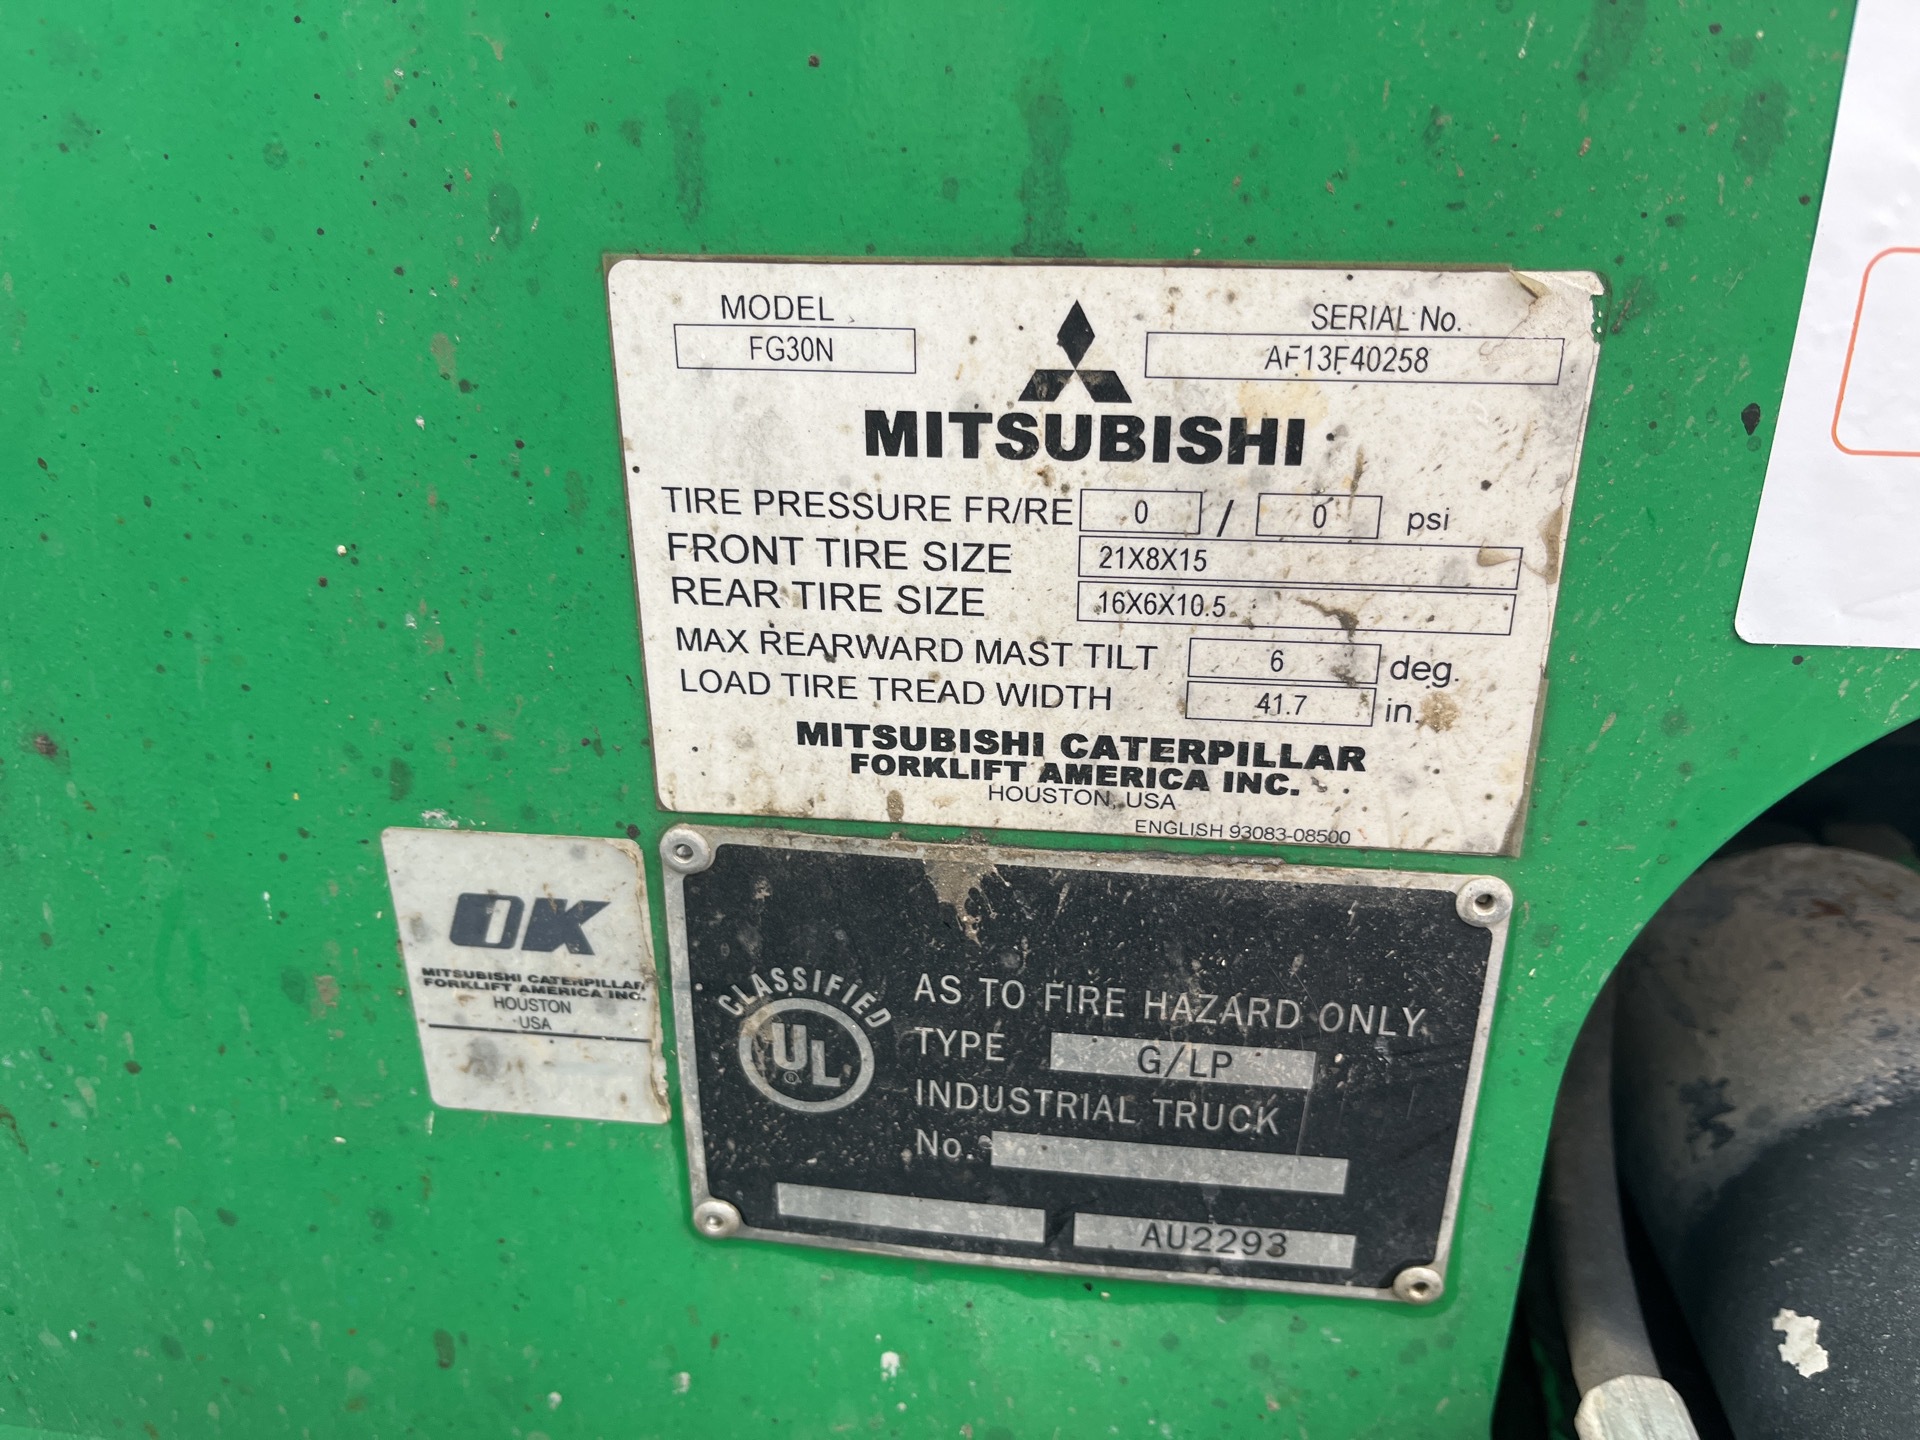 MODEL
FG30N
SERIAL No.
AF13F40258
MITSUBISHI
TIRE PRESSURE FR/RE 0 / 0 psi
FRONT TIRE SIZE 21X8X15
REAR TIRE SIZE 16X6X10.5
MAX REARWARD MAST TILT 6 deg.
LOAD TIRE TREAD WIDTH 41.7 in.
MITSUBISHI CATERPILLAR
FORKLIFT AMERICA INC.
HOUSTON, USA
ENGLISH 93083-08500
OK
MITSUBISHI CATERPILLAR
FORKLIFT AMERICA INC.
HOUSTON
USA
CLASSIFIED
UL
®
AS TO FIRE HAZARD ONLY
TYPE G/LP
INDUSTRIAL TRUCK
No.
AU2293